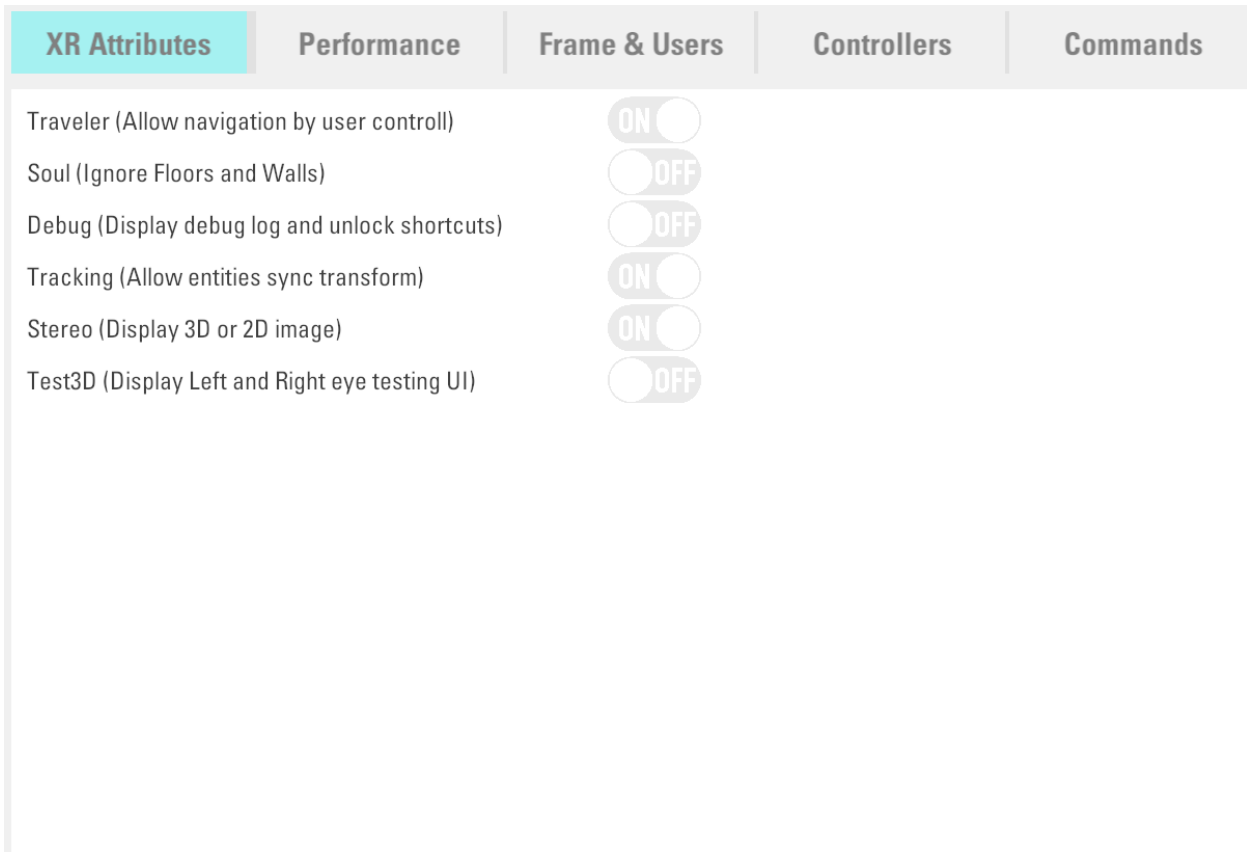 XR Attributes Performance Frame & Users Controllers Commands
Traveler (Allow navigation by user controll) ON
Soul (Ignore Floors and Walls) OFF
Debug (Display debug log and unlock shortcuts) OFF
Tracking (Allow entities sync transform) ON
Stereo (Display 3D or 2D image) ON
Test3D (Display Left and Right eye testing UI) OFF